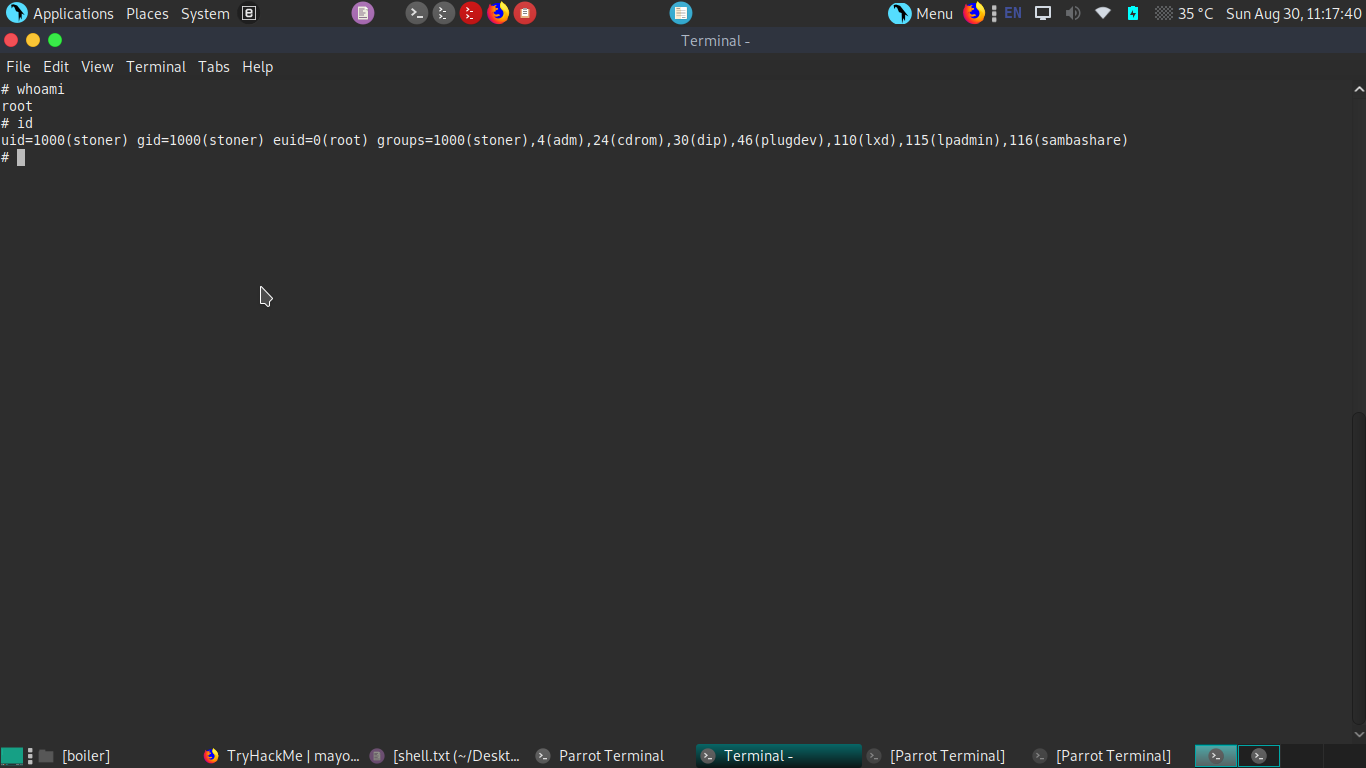 Applications Places System
Menu EN 35 °C Sun Aug 30, 11:17:40
Terminal -
File Edit View Terminal Tabs Help
# whoami
root
# id
uid=1000(stoner) gid=1000(stoner) euid=0(root) groups=1000(stoner),4(adm),24(cdrom),30(dip),46(plugdev),110(lxd),115(lpadmin),116(sambashare)
#
[boiler] TryHackMe | mayo... [shell.txt (~/Deskt... Parrot Terminal Terminal - [Parrot Terminal] [Parrot Terminal]